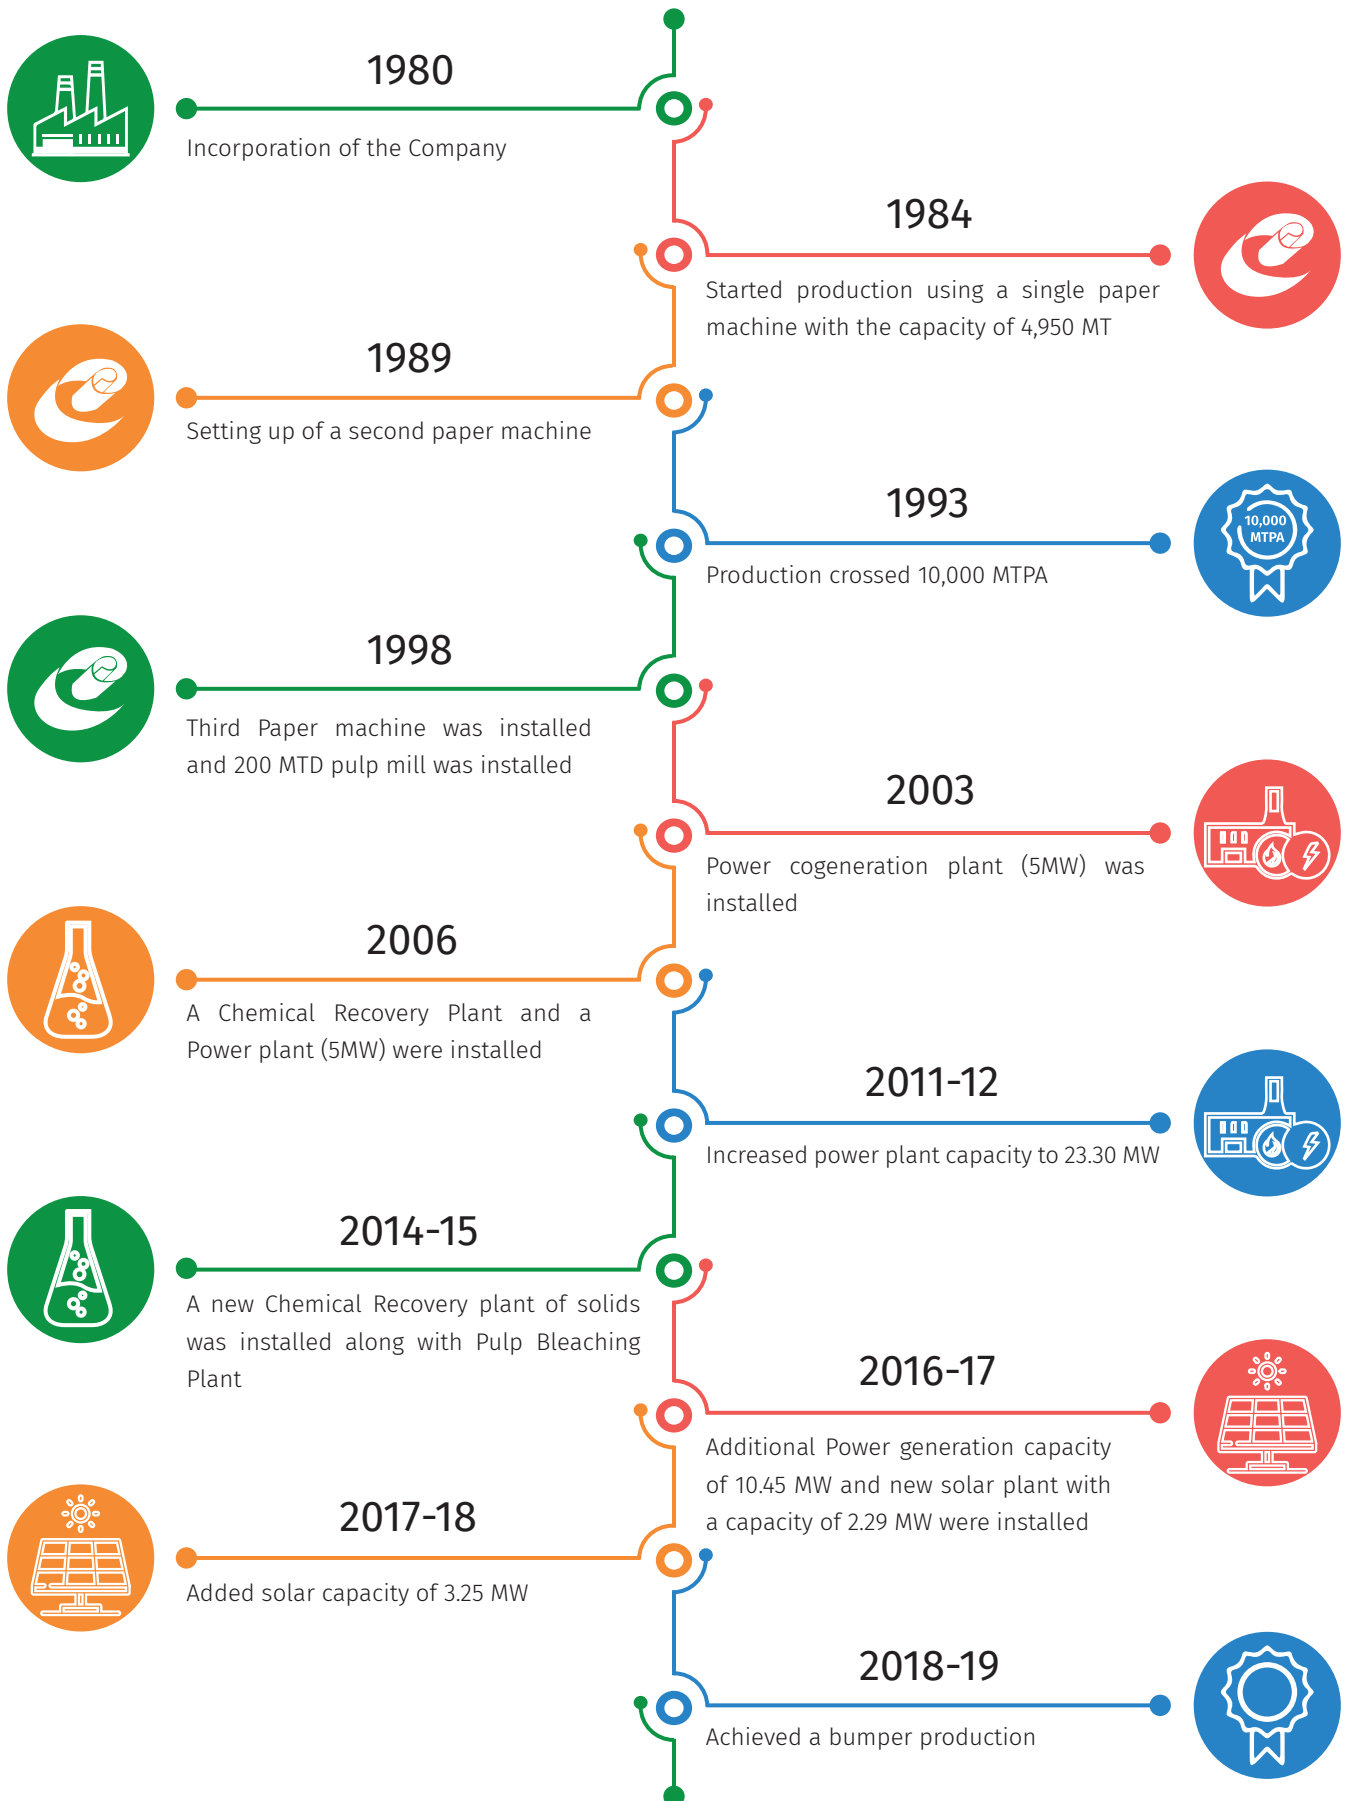 1980
Incorporation of the Company
1984
Started production using a single paper
machine with the capacity of 4,950 MT
1989
Setting up of a second paper machine
1993
10,000
MTPA
Production crossed 10,000 MTPA
1998
Third Paper machine was installed
and 200 MTD pulp mill was installed
2003
Power cogeneration plant (5MW) was
installed
2006
A Chemical Recovery Plant and a
Power plant (5MW) were installed
2011-12
Increased power plant capacity to 23.30 MW
2014-15
A new Chemical Recovery plant of solids
was installed along with Pulp Bleaching
Plant
2016-17
Additional Power generation capacity
of 10.45 MW and new solar plant with
a capacity of 2.29 MW were installed
2017-18
Added solar capacity of 3.25 MW
2018-19
Achieved a bumper production